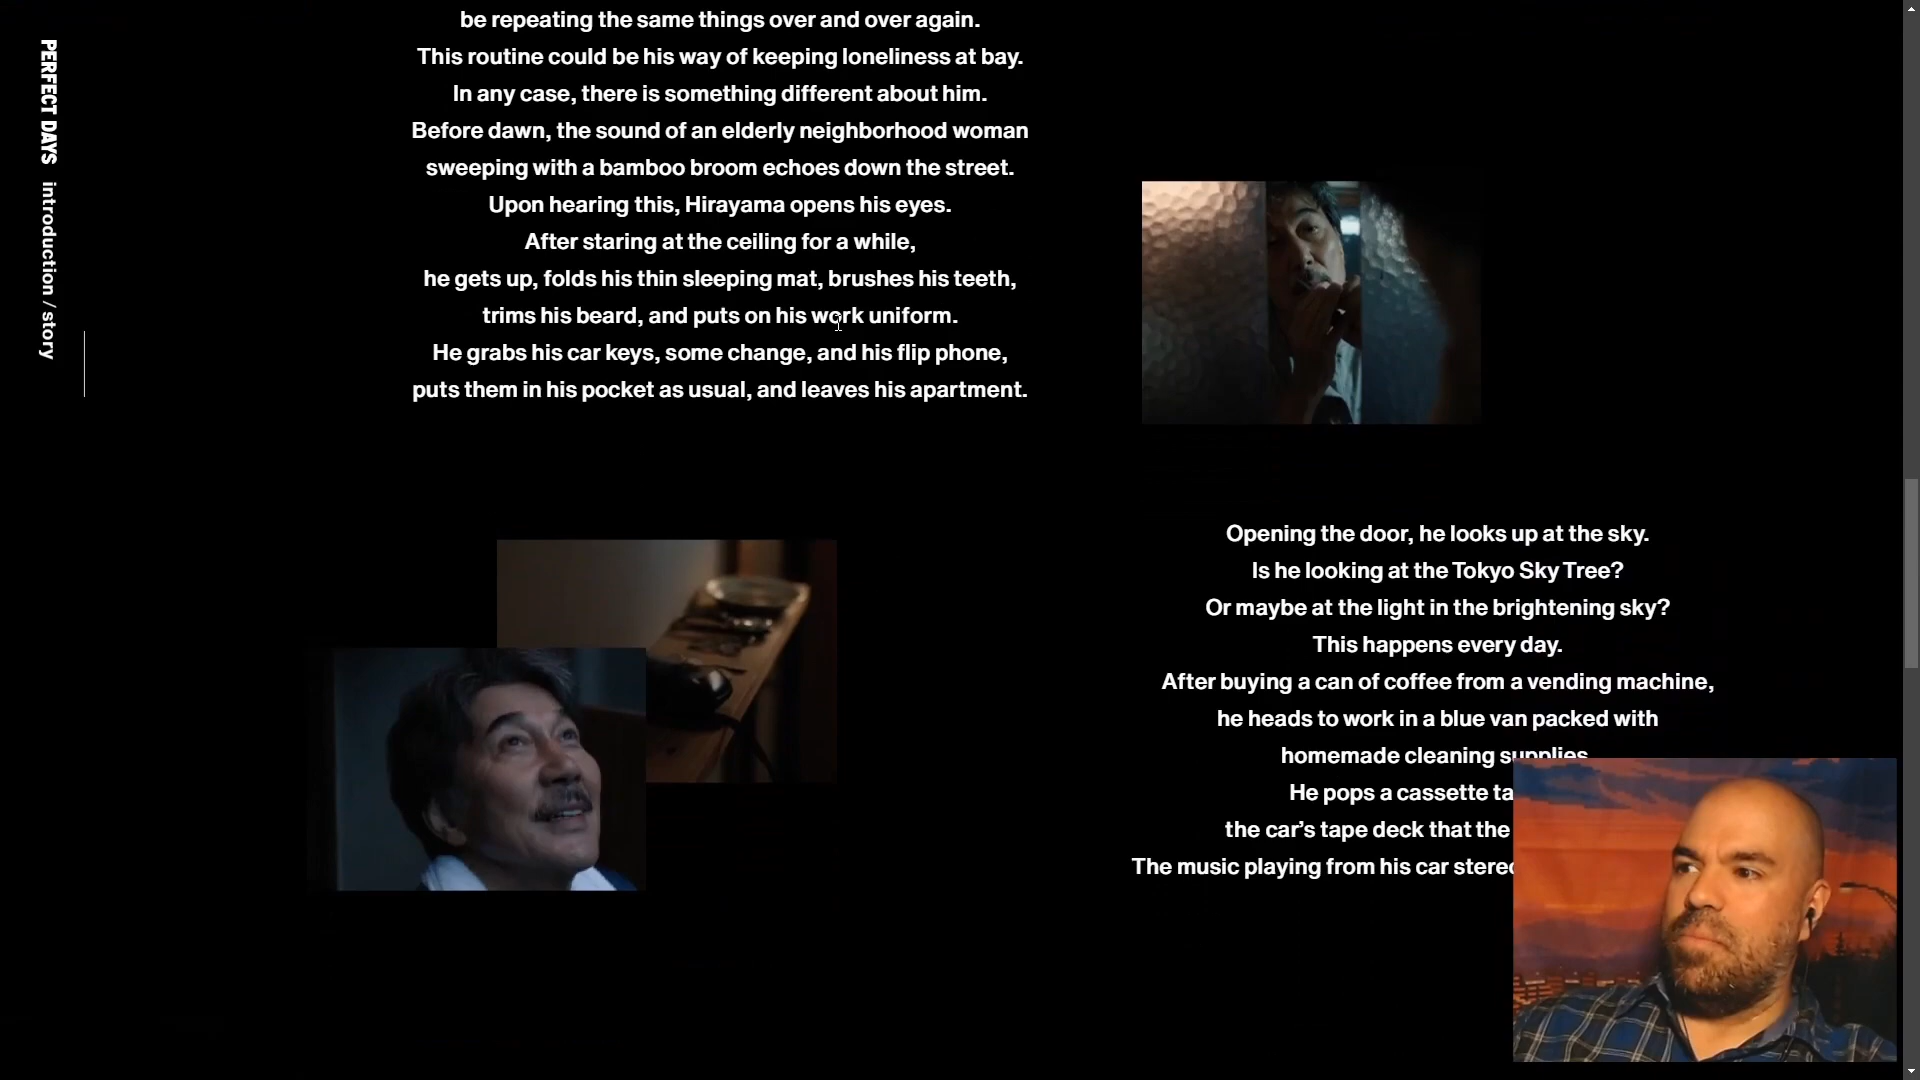 PERFECT DAYS introduction / story
be repeating the same things over and over again.
This routine could be his way of keeping loneliness at bay.
In any case, there is something different about him.
Before dawn, the sound of an elderly neighborhood woman
sweeping with a bamboo broom echoes down the street.
Upon hearing this, Hirayama opens his eyes.
After staring at the ceiling for a while,
he gets up, folds his thin sleeping mat, brushes his teeth,
trims his beard, and puts on his work uniform.
He grabs his car keys, some change, and his flip phone,
puts them in his pocket as usual, and leaves his apartment.
Opening the door, he looks up at the sky.
Is he looking at the Tokyo Sky Tree?
Or maybe at the light in the brightening sky?
This happens every day.
After buying a can of coffee from a vending machine,
he heads to work in a blue van packed with
homemade cleaning supplies
He pops a cassette ta
the car’s tape deck that the
The music playing from his car stereo